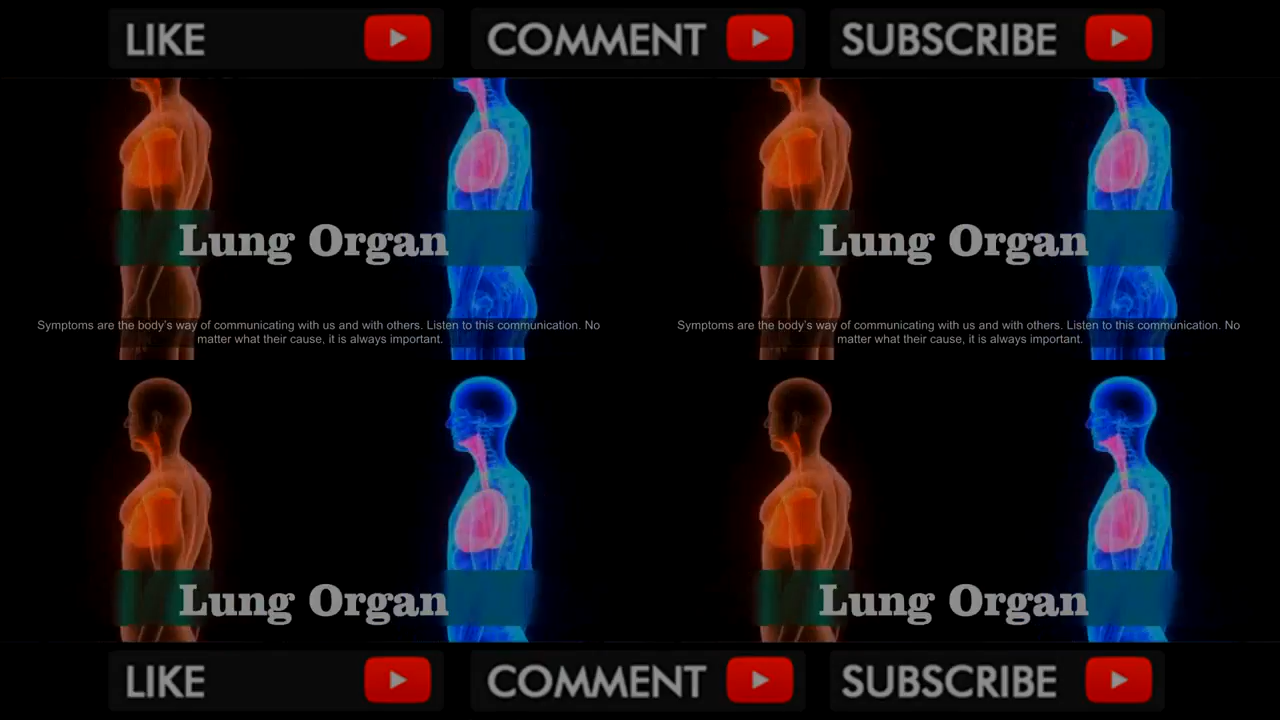 LIKE COMMENT SUBSCRIBE
Lung Organ Lung Organ
Symptoms are the body's way of communicating with us and with others. Listen to this communication. No
matter what their cause, it is always important.
Symptoms are the body's way of communicating with us and with others. Listen to this communication. No
matter what their cause, it is always important.
Lung Organ Lung Organ
LIKE COMMENT SUBSCRIBE